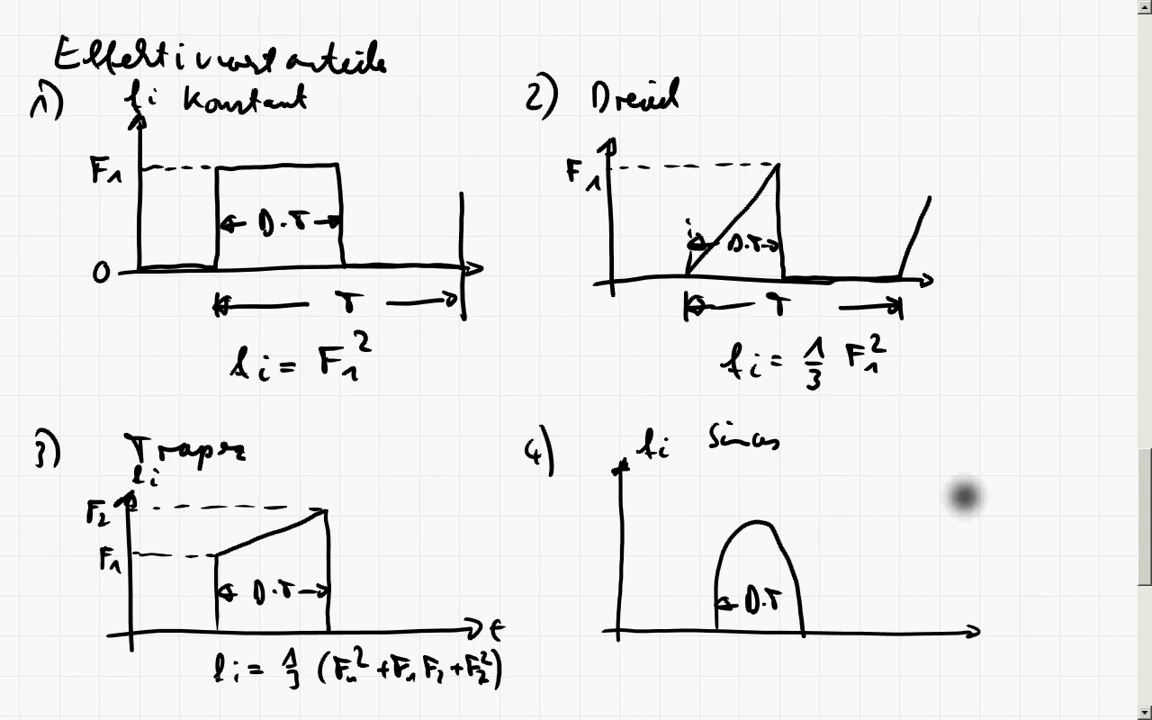 Effektivwertanteile
1) fi Konstant
F₁
D·T
0
T
fi = F₁²
2) Dreieck
F₁
D·T
T
fi = 1/3 F₁²
3) Trapez
fi
F₂
F₁
D·T
t
fi = 1/3 (F₁² + F₁ F₂ + F₂²)
4) fi Sinus
D·T